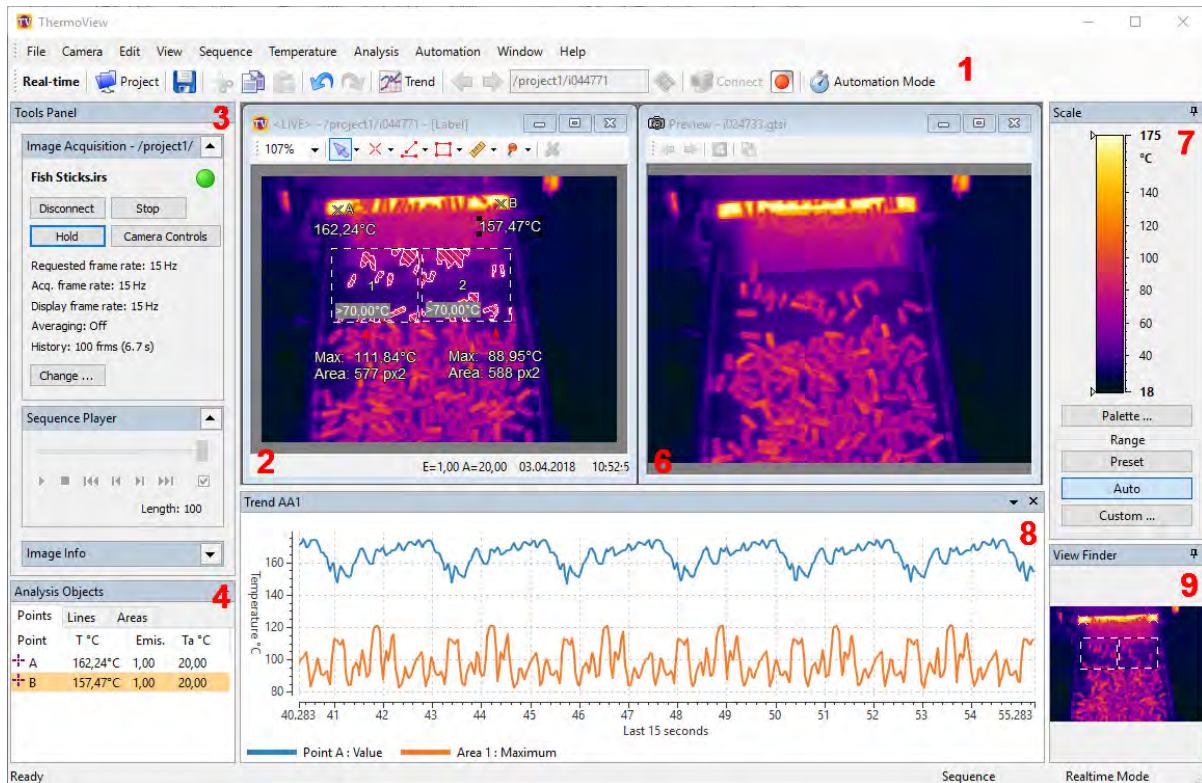 ThermoView
File Camera Edit View Sequence Temperature Analysis Automation Window Help
Real-time Project Trend /project1/i044771 Connect Automation Mode
1
Tools Panel
3
Image Acquisition - /project1/
Fish Sticks.irs
Disconnect Stop
Hold Camera Controls
Requested frame rate: 15 Hz
Acq. frame rate: 15 Hz
Display frame rate: 15 Hz
Averaging: Off
History: 100 frms (6.7 s)
Change ...
Sequence Player
Length: 100
Image Info
Analysis Objects
4
Points Lines Areas
Point T °C Emis. Ta °C
A 162,24°C 1,00 20,00
B 157,47°C 1,00 20,00
<LIVE> - /project1/i044771 - [Label]
107%
A B
162,24°C 157,47°C
1 2
>70,00°C >70,00°C
Max: 111,84°C Max: 88,95°C
Area: 577 px2 Area: 588 px2
2
E=1,00 A=20,00 03.04.2018 10:52:5
Preview - i024733.gtsi
6
Scale
7
175
°C
140
120
100
80
60
40
18
Palette ...
Range
Preset
Auto
Custom ...
Trend AA1
8
Temperature °C
160
140
120
100
80
40,283 41 42 43 44 45 46 47 48 49 50 51 52 53 54 55,283
Last 15 seconds
Point A : Value Area 1 : Maximum
View Finder
9
Ready Sequence Realtime Mode